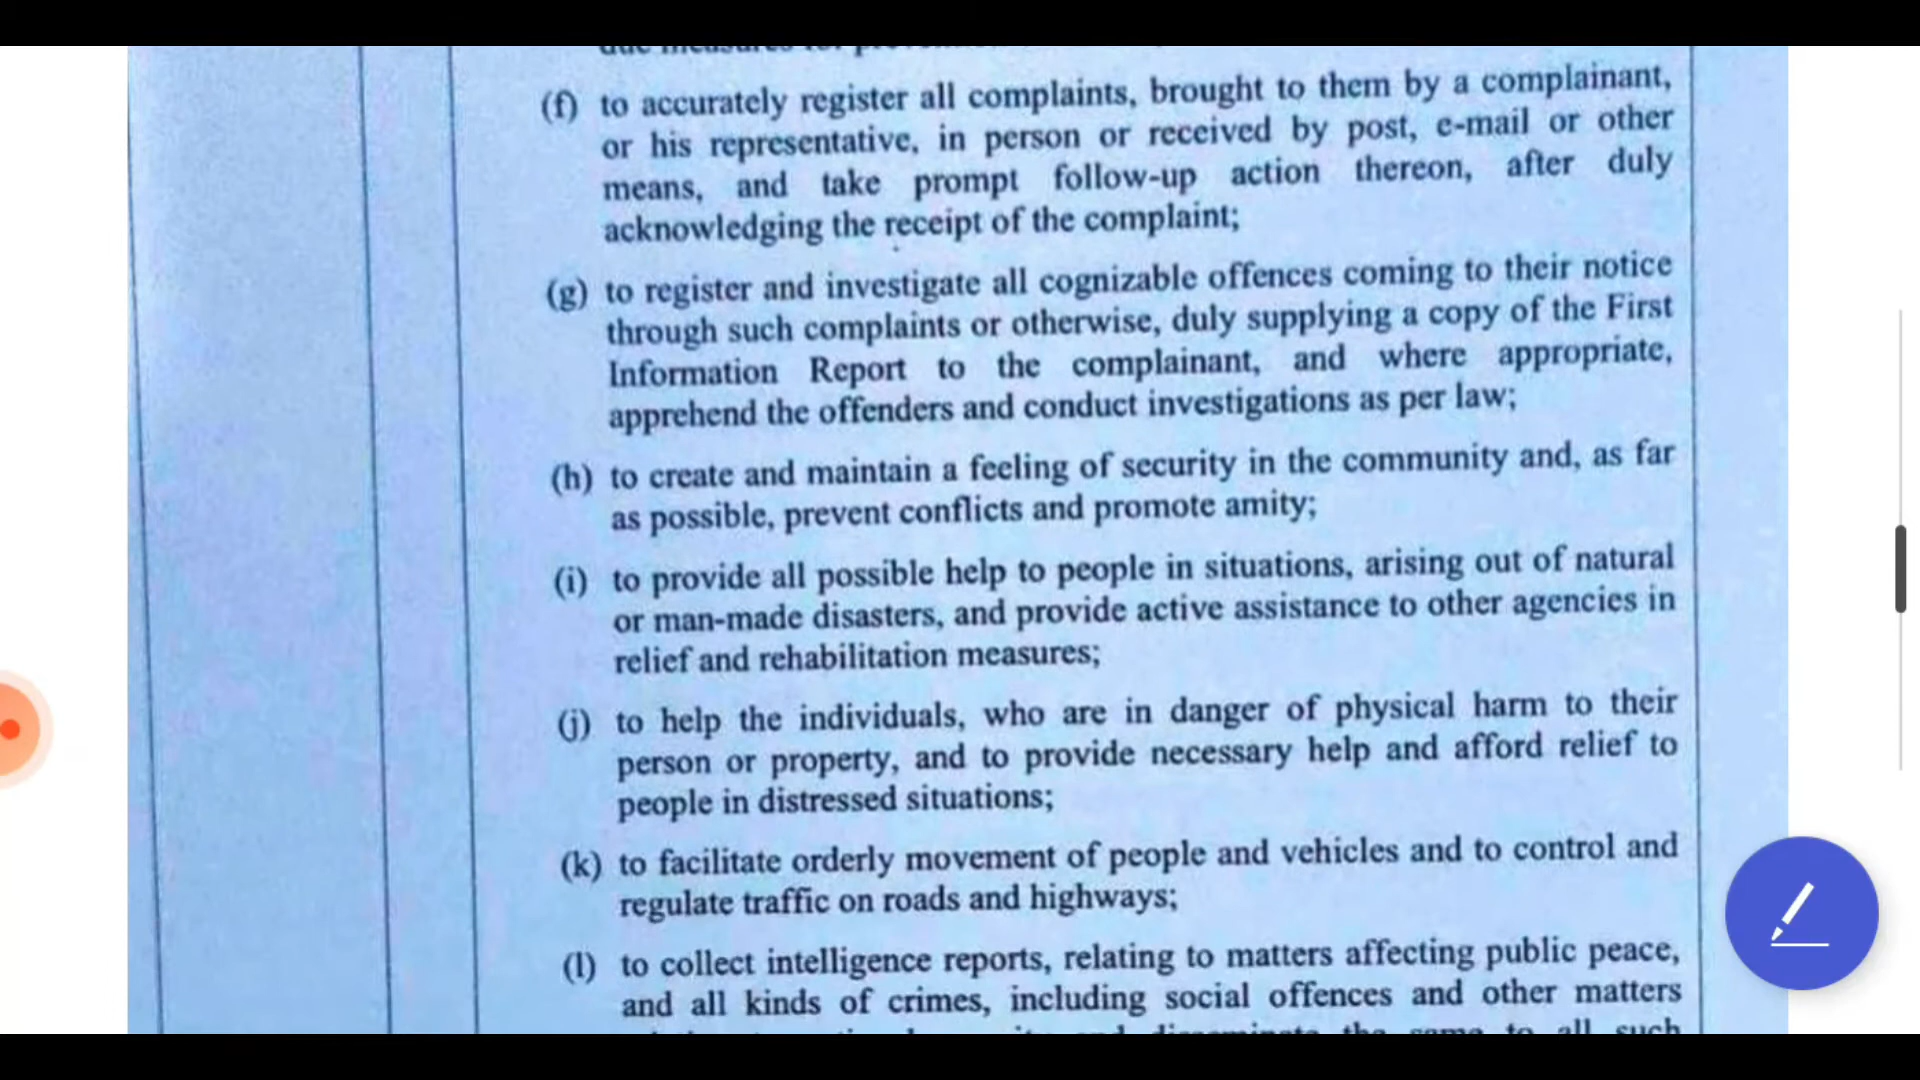 (f) to accurately register all complaints, brought to them by a complainant,
or his representative, in person or received by post, e-mail or other
means, and take prompt follow-up action thereon, after duly
acknowledging the receipt of the complaint;
(g) to register and investigate all cognizable offences coming to their notice
through such complaints or otherwise, duly supplying a copy of the First
Information Report to the complainant, and where appropriate,
apprehend the offenders and conduct investigations as per law;
(h) to create and maintain a feeling of security in the community and, as far
as possible, prevent conflicts and promote amity;
(i) to provide all possible help to people in situations, arising out of natural
or man-made disasters, and provide active assistance to other agencies in
relief and rehabilitation measures;
(j) to help the individuals, who are in danger of physical harm to their
person or property, and to provide necessary help and afford relief to
people in distressed situations;
(k) to facilitate orderly movement of people and vehicles and to control and
regulate traffic on roads and highways;
(l) to collect intelligence reports, relating to matters affecting public peace,
and all kinds of crimes, including social offences and other matters
the same to all such